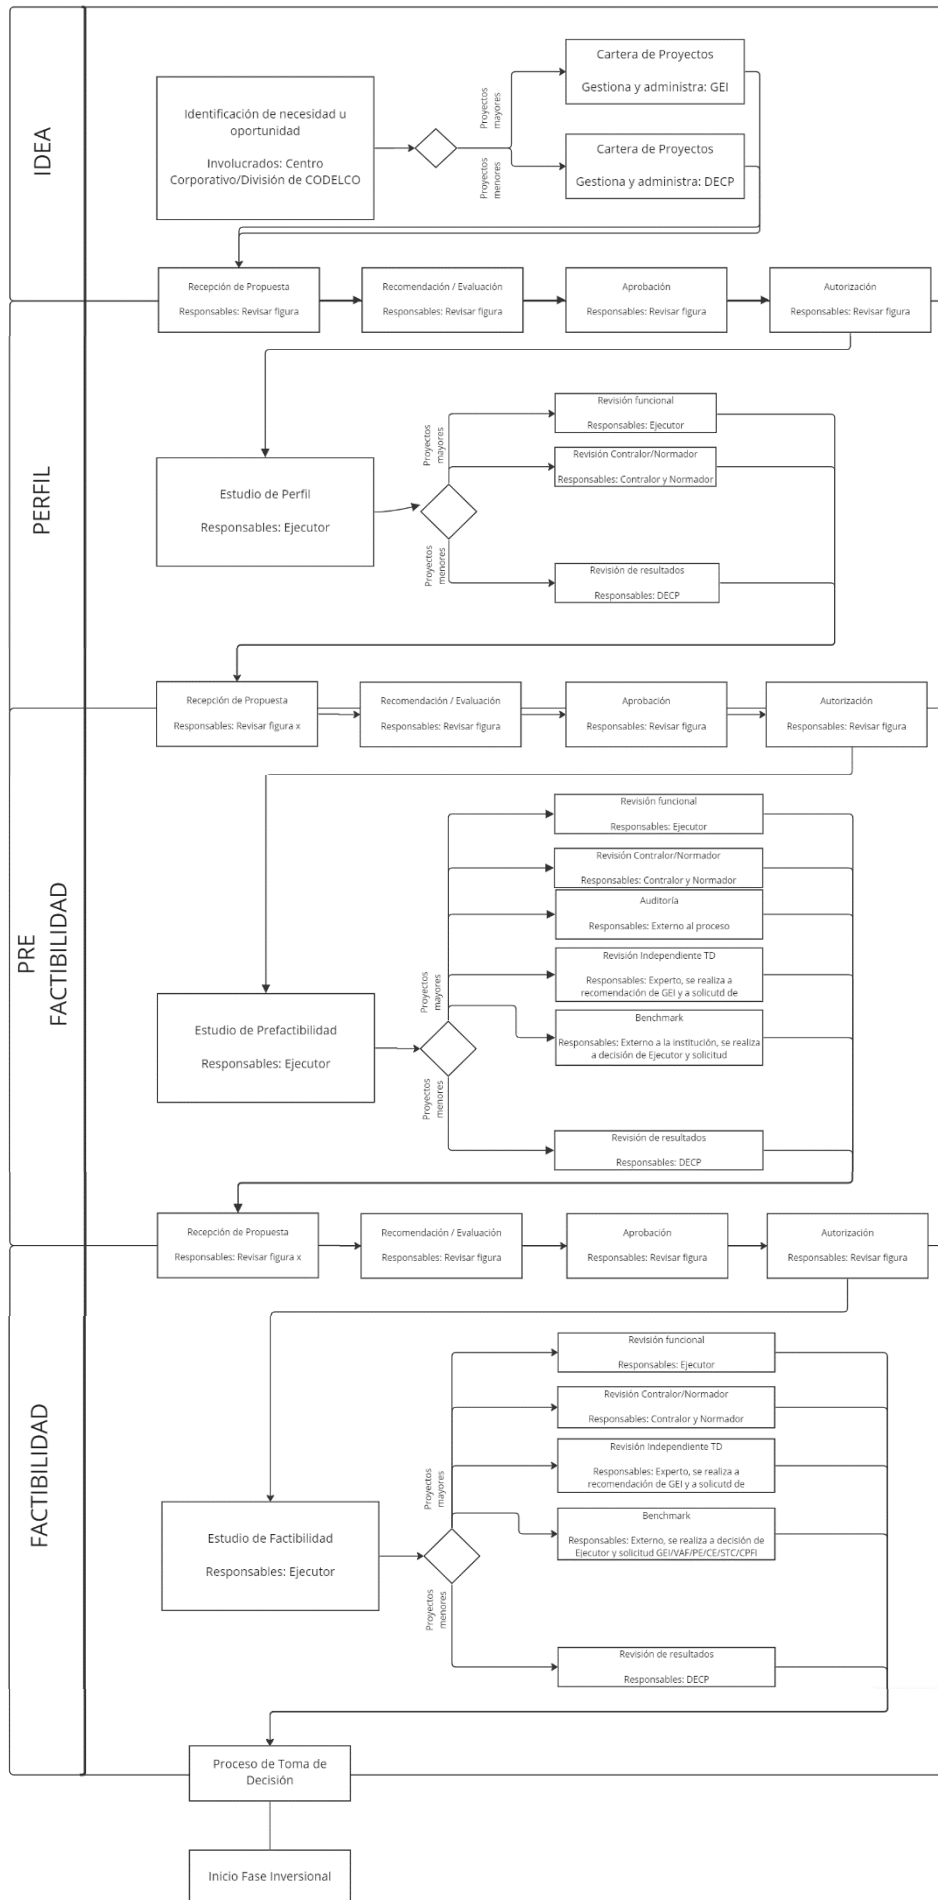 IDEA
Identificación de necesidad u
oportunidad
Involucrados: Centro
Corporativo/División de CODELCO
Proyectos
mayores
Proyectos
menores
Cartera de Proyectos
Gestiona y administra: GEI
Cartera de Proyectos
Gestiona y administra: DECP
Recepción de Propuesta
Responsables: Revisar figura
Recomendación / Evaluación
Responsables: Revisar figura
Aprobación
Responsables: Revisar figura
Autorización
Responsables: Revisar figura
PERFIL
Estudio de Perfil
Responsables: Ejecutor
Proyectos
mayores
Proyectos
menores
Revisión funcional
Responsables: Ejecutor
Revisión Contralor/Normador
Responsables: Contralor y Normador
Revisión de resultados
Responsables: DECP
Recepción de Propuesta
Responsables: Revisar figura x
Recomendación / Evaluación
Responsables: Revisar figura
Aprobación
Responsables: Revisar figura
Autorización
Responsables: Revisar figura
PRE
FACTIBILIDAD
Estudio de Prefactibilidad
Responsables: Ejecutor
Proyectos
mayores
Proyectos
menores
Revisión funcional
Responsables: Ejecutor
Revisión Contralor/Normador
Responsables: Contralor y Normador
Auditoría
Responsables: Externo al proceso
Revisión Independiente TD
Responsables: Experto, se realiza a
recomendación de GEI y a solicutd de
Benchmark
Responsables: Externo a la institución, se realiza
a decisión de Ejecutor y solicitud
Revisión de resultados
Responsables: DECP
Recepción de Propuesta
Responsables: Revisar figura x
Recomendación / Evaluación
Responsables: Revisar figura
Aprobación
Responsables: Revisar figura
Autorización
Responsables: Revisar figura
FACTIBILIDAD
Estudio de Factibilidad
Responsables: Ejecutor
Proyectos
mayores
Proyectos
menores
Revisión funcional
Responsables: Ejecutor
Revisión Contralor/Normador
Responsables: Contralor y Normador
Revisión Independiente TD
Responsables: Experto, se realiza a
recomendación de GEI y a solicutd de
Benchmark
Responsables: Externo, se realiza a decisión de
Ejecutor y solicitud GEI/VAF/PE/CE/STC/CPFI
Revisión de resultados
Responsables: DECP
Proceso de Toma de
Decisión
Inicio Fase Inversional